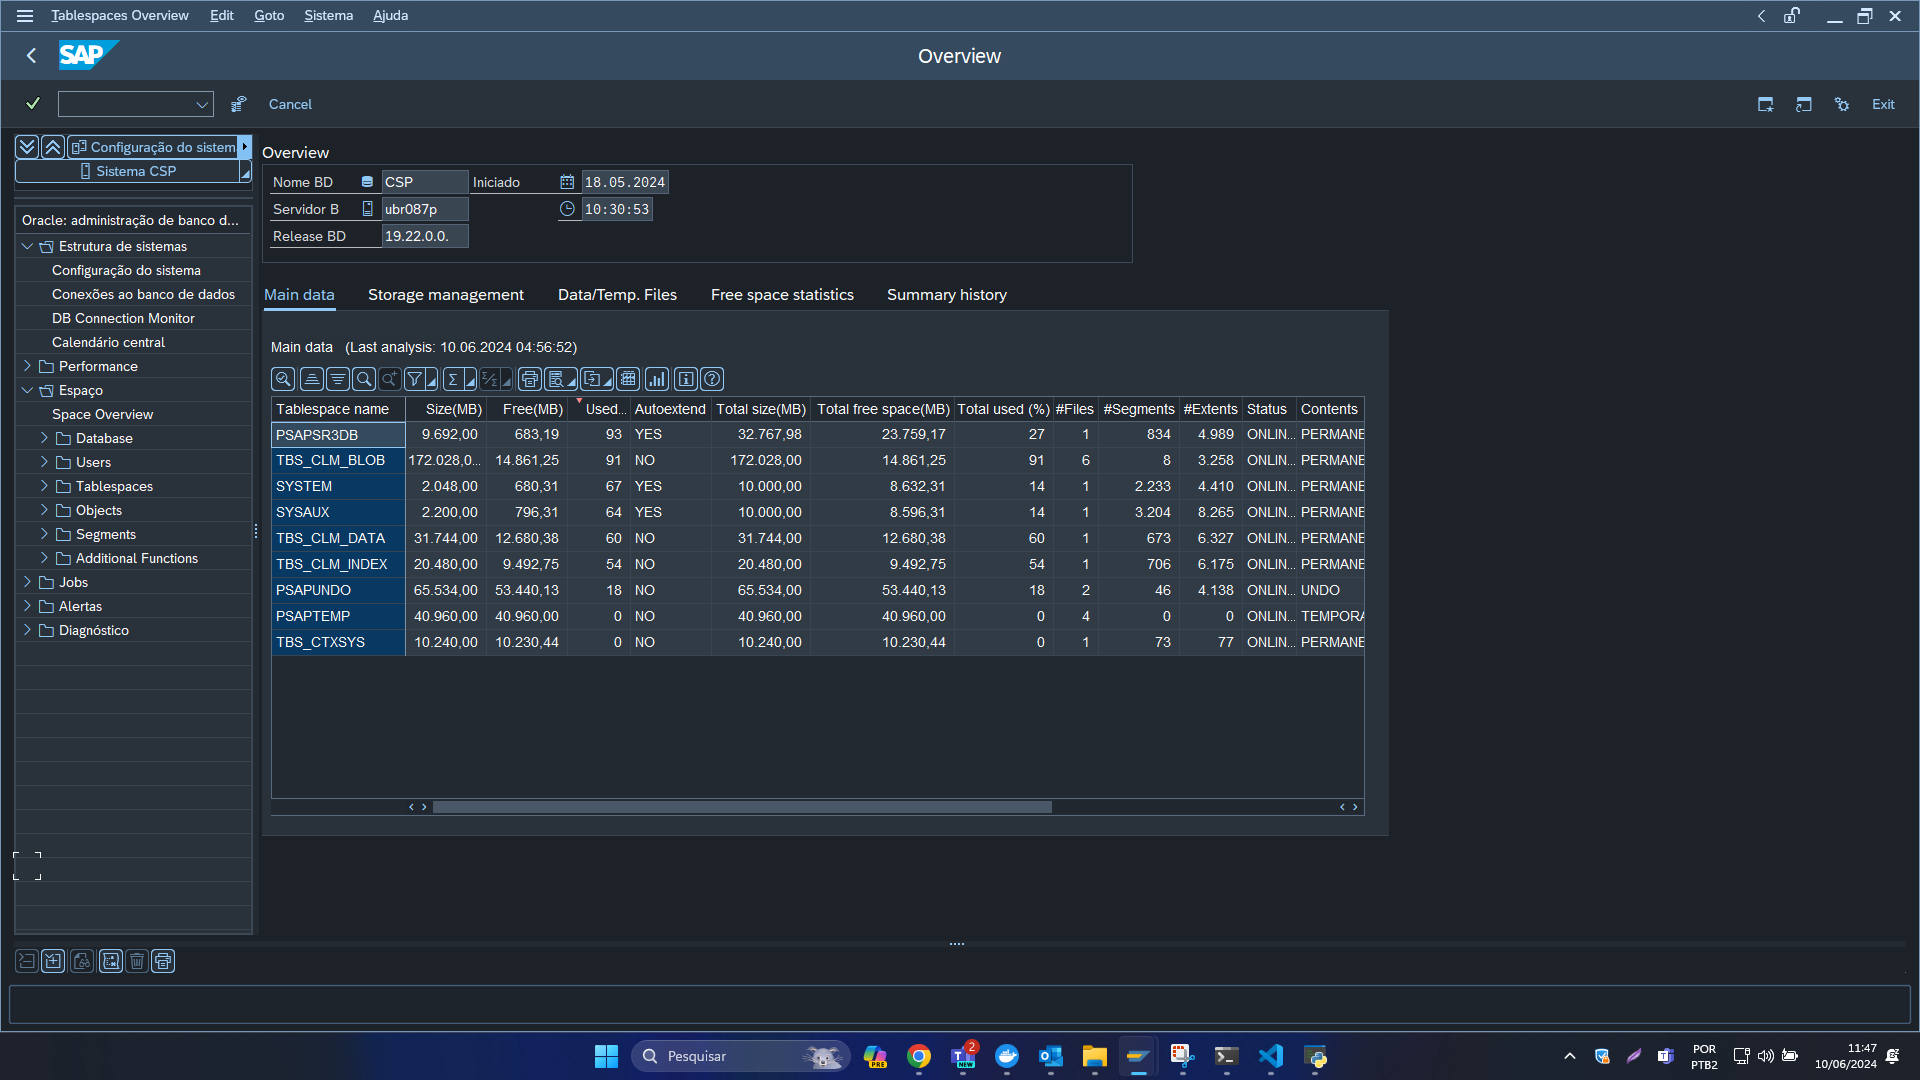 Tablespaces Overview Edit Goto Sistema Ajuda
SAP Overview
Cancel Exit
Configuração do sistem
Sistema CSP
Oracle: administração de banco d...
Estrutura de sistemas
Configuração do sistema
Conexões ao banco de dados
DB Connection Monitor
Calendário central
Performance
Espaço
Space Overview
Database
Users
Tablespaces
Objects
Segments
Additional Functions
Jobs
Alertas
Diagnóstico
Overview
Nome BD CSP Iniciado 18.05.2024
Servidor B ubr087p 10:30:53
Release BD 19.22.0.0.
Main data Storage management Data/Temp. Files Free space statistics Summary history
Main data (Last analysis: 10.06.2024 04:56:52)
Tablespace name Size(MB) Free(MB) Used... Autoextend Total size(MB) Total free space(MB) Total used (%) #Files #Segments #Extents Status Contents
PSAPSR3DB 9.692,00 683,19 93 YES 32.767,98 23.759,17 27 1 834 4.989 ONLIN... PERMANE
TBS_CLM_BLOB 172.028,0... 14.861,25 91 NO 172.028,00 14.861,25 91 6 8 3.258 ONLIN... PERMANE
SYSTEM 2.048,00 680,31 67 YES 10.000,00 8.632,31 14 1 2.233 4.410 ONLIN... PERMANE
SYSAUX 2.200,00 796,31 64 YES 10.000,00 8.596,31 14 1 3.204 8.265 ONLIN... PERMANE
TBS_CLM_DATA 31.744,00 12.680,38 60 NO 31.744,00 12.680,38 60 1 673 6.327 ONLIN... PERMANE
TBS_CLM_INDEX 20.480,00 9.492,75 54 NO 20.480,00 9.492,75 54 1 706 6.175 ONLIN... PERMANE
PSAPUNDO 65.534,00 53.440,13 18 NO 65.534,00 53.440,13 18 2 46 4.138 ONLIN... UNDO
PSAPTEMP 40.960,00 40.960,00 0 NO 40.960,00 40.960,00 0 4 0 0 ONLIN... TEMPORA
TBS_CTXSYS 10.240,00 10.230,44 0 NO 10.240,00 10.230,44 0 1 73 77 ONLIN... PERMANE
Pesquisar PRE 2 NEW POR 11:47
PTB2 10/06/2024